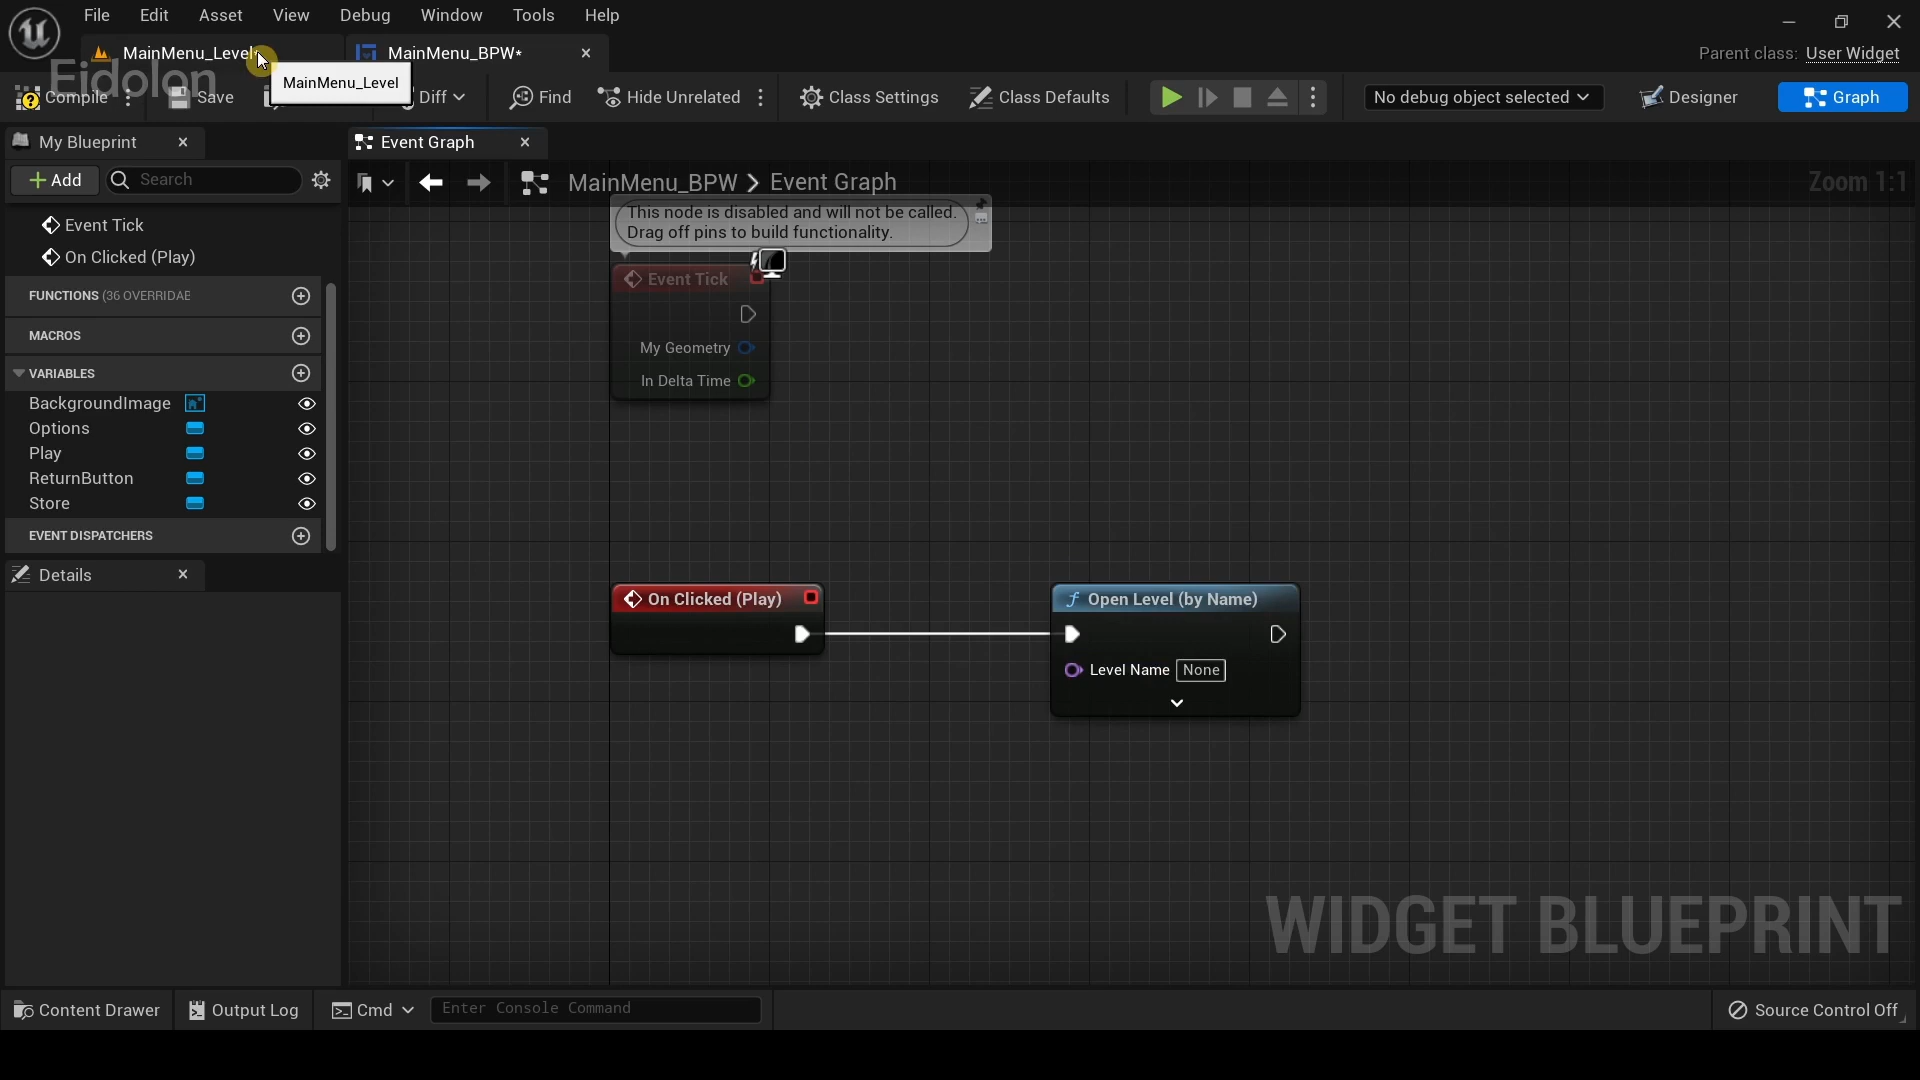 File Edit Asset View Debug Window Tools Help
MainMenu_Level*
MainMenu_BPW*
Parent class: User Widget
Eidolon
MainMenu_Level
Compile
Save
Diff
Find
Hide Unrelated
Class Settings
Class Defaults
No debug object selected
Designer
Graph
My Blueprint
Event Graph
Add
Search
MainMenu_BPW > Event Graph
Zoom 1:1
Event Tick
On Clicked (Play)
FUNCTIONS (36 OVERRIDAE
MACROS
VARIABLES
BackgroundImage
Options
Play
ReturnButton
Store
EVENT DISPATCHERS
Details
This node is disabled and will not be called.
Drag off pins to build functionality.
Event Tick
My Geometry
In Delta Time
On Clicked (Play)
f Open Level (by Name)
Level Name None
WIDGET BLUEPRINT
Content Drawer
Output Log
Cmd
Enter Console Command
Source Control Off